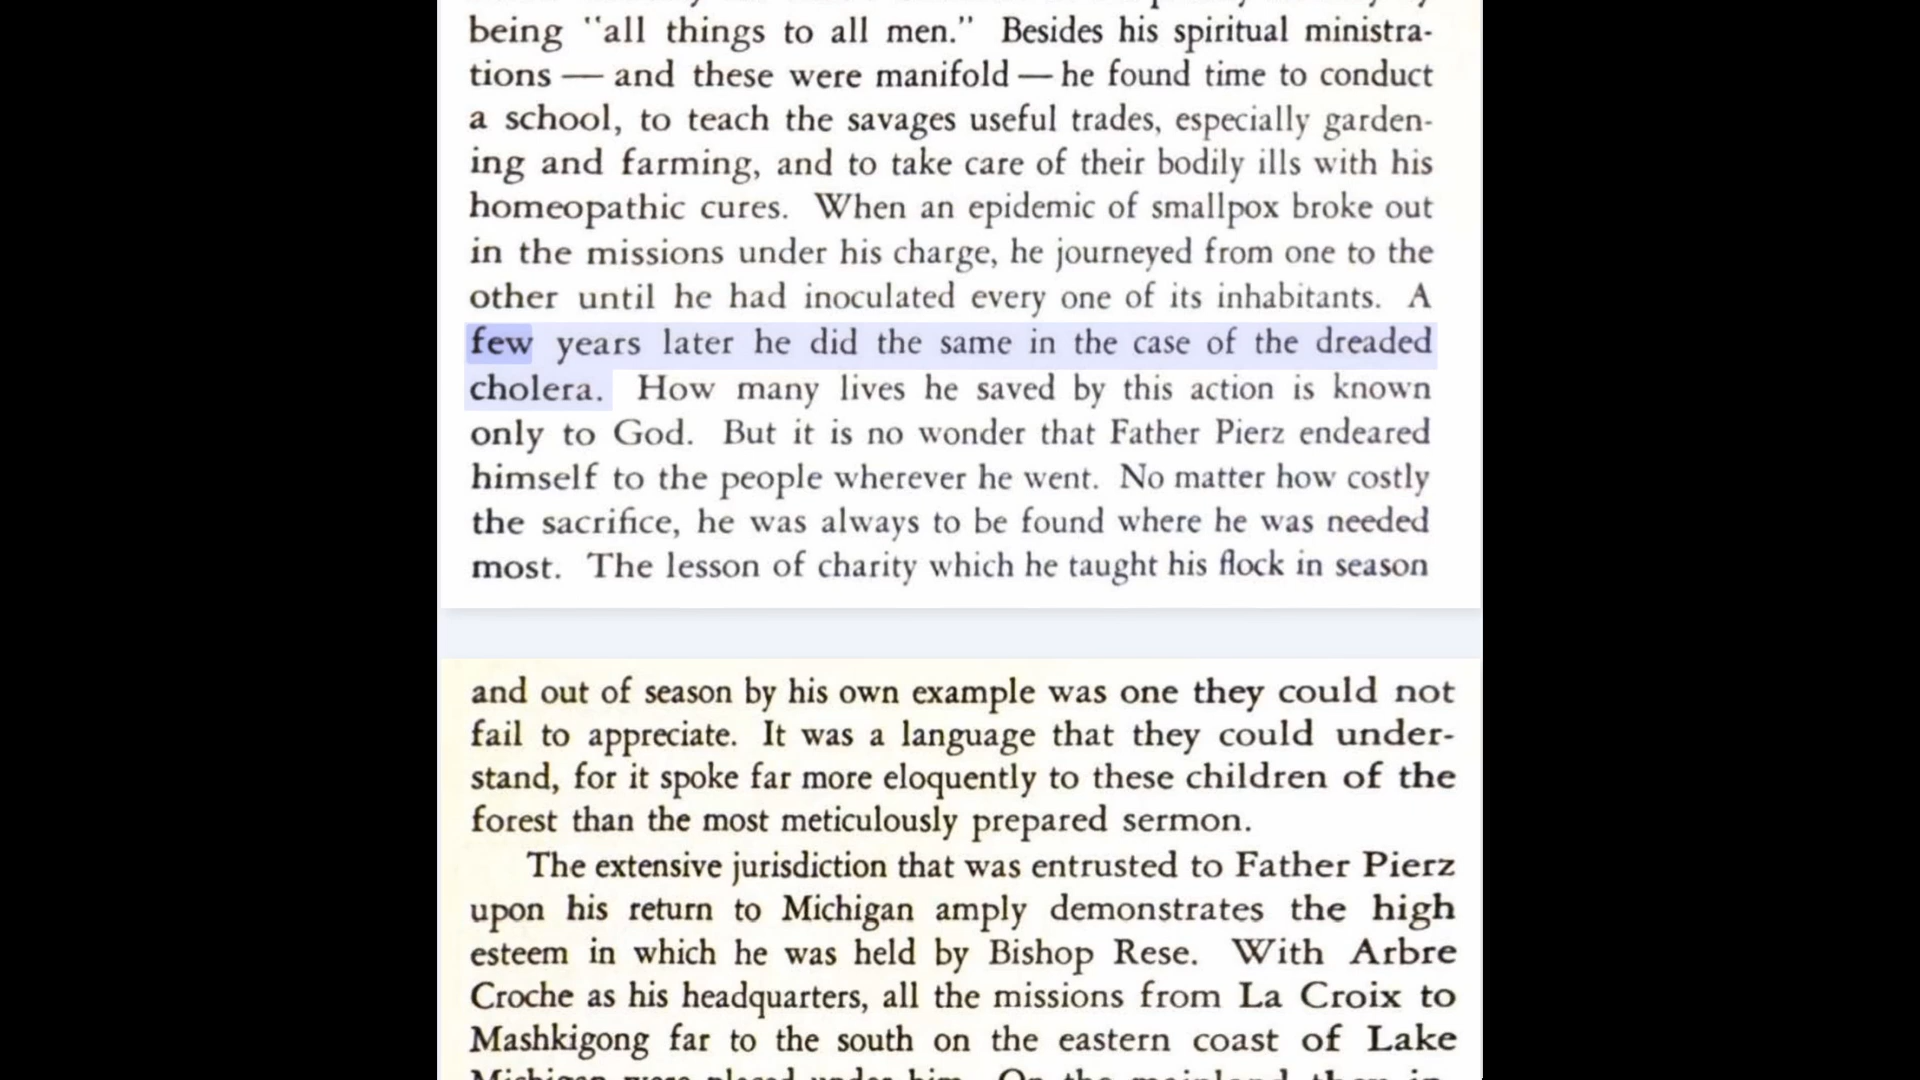 being "all things to all men." Besides his spiritual ministra-
tions — and these were manifold — he found time to conduct
a school, to teach the savages useful trades, especially garden-
ing and farming, and to take care of their bodily ills with his
homeopathic cures. When an epidemic of smallpox broke out
in the missions under his charge, he journeyed from one to the
other until he had inoculated every one of its inhabitants. A
few years later he did the same in the case of the dreaded
cholera. How many lives he saved by this action is known
only to God. But it is no wonder that Father Pierz endeared
himself to the people wherever he went. No matter how costly
the sacrifice, he was always to be found where he was needed
most. The lesson of charity which he taught his flock in season
and out of season by his own example was one they could not
fail to appreciate. It was a language that they could under-
stand, for it spoke far more eloquently to these children of the
forest than the most meticulously prepared sermon.
The extensive jurisdiction that was entrusted to Father Pierz
upon his return to Michigan amply demonstrates the high
esteem in which he was held by Bishop Rese. With Arbre
Croche as his headquarters, all the missions from La Croix to
Mashkigong far to the south on the eastern coast of Lake
Michigan were placed under him. On the mainland then in-